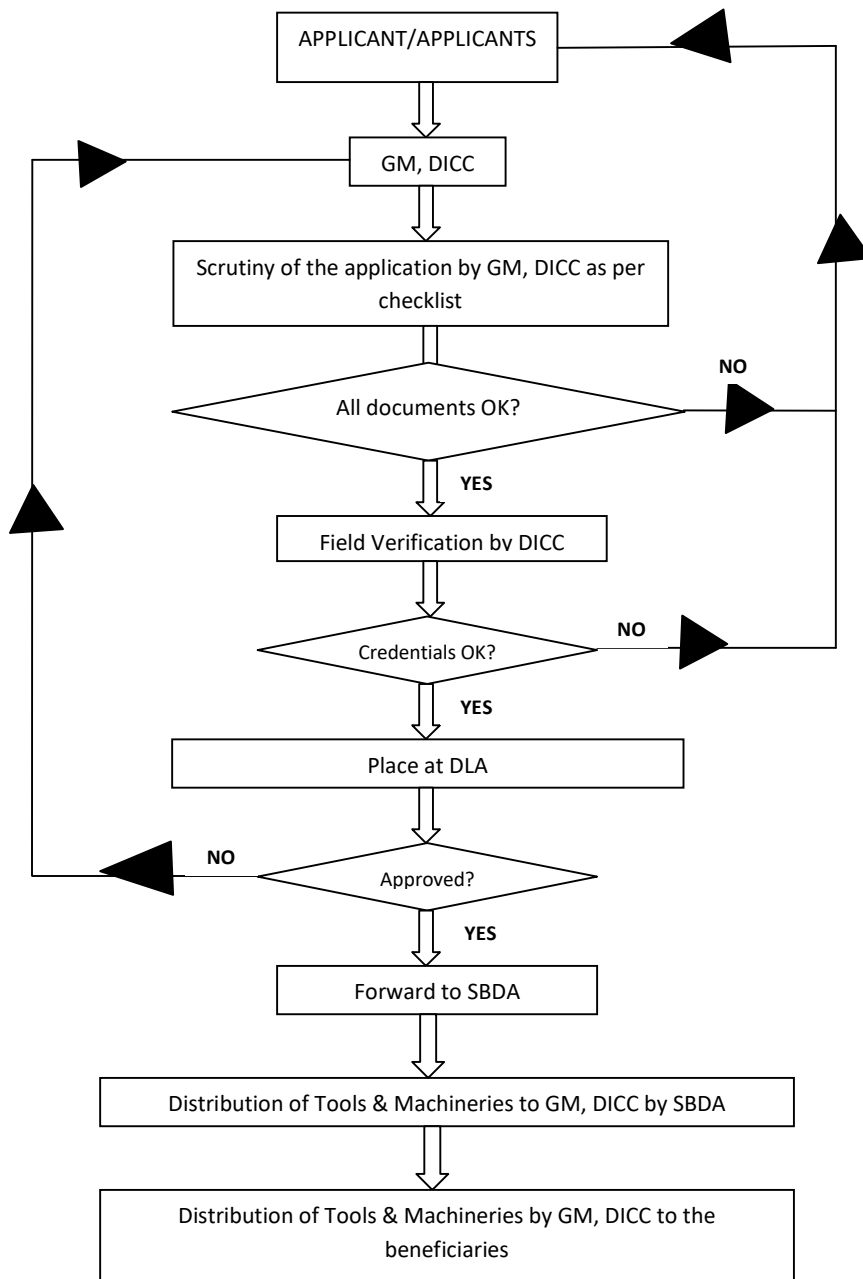 APPLICANT/APPLICANTS
GM, DICC
Scrutiny of the application by GM, DICC as per
checklist
NO
All documents OK?
YES
Field Verification by DICC
NO
Credentials OK?
YES
Place at DLA
NO
Approved?
YES
Forward to SBDA
Distribution of Tools & Machineries to GM, DICC by SBDA
Distribution of Tools & Machineries by GM, DICC to the
beneficiaries